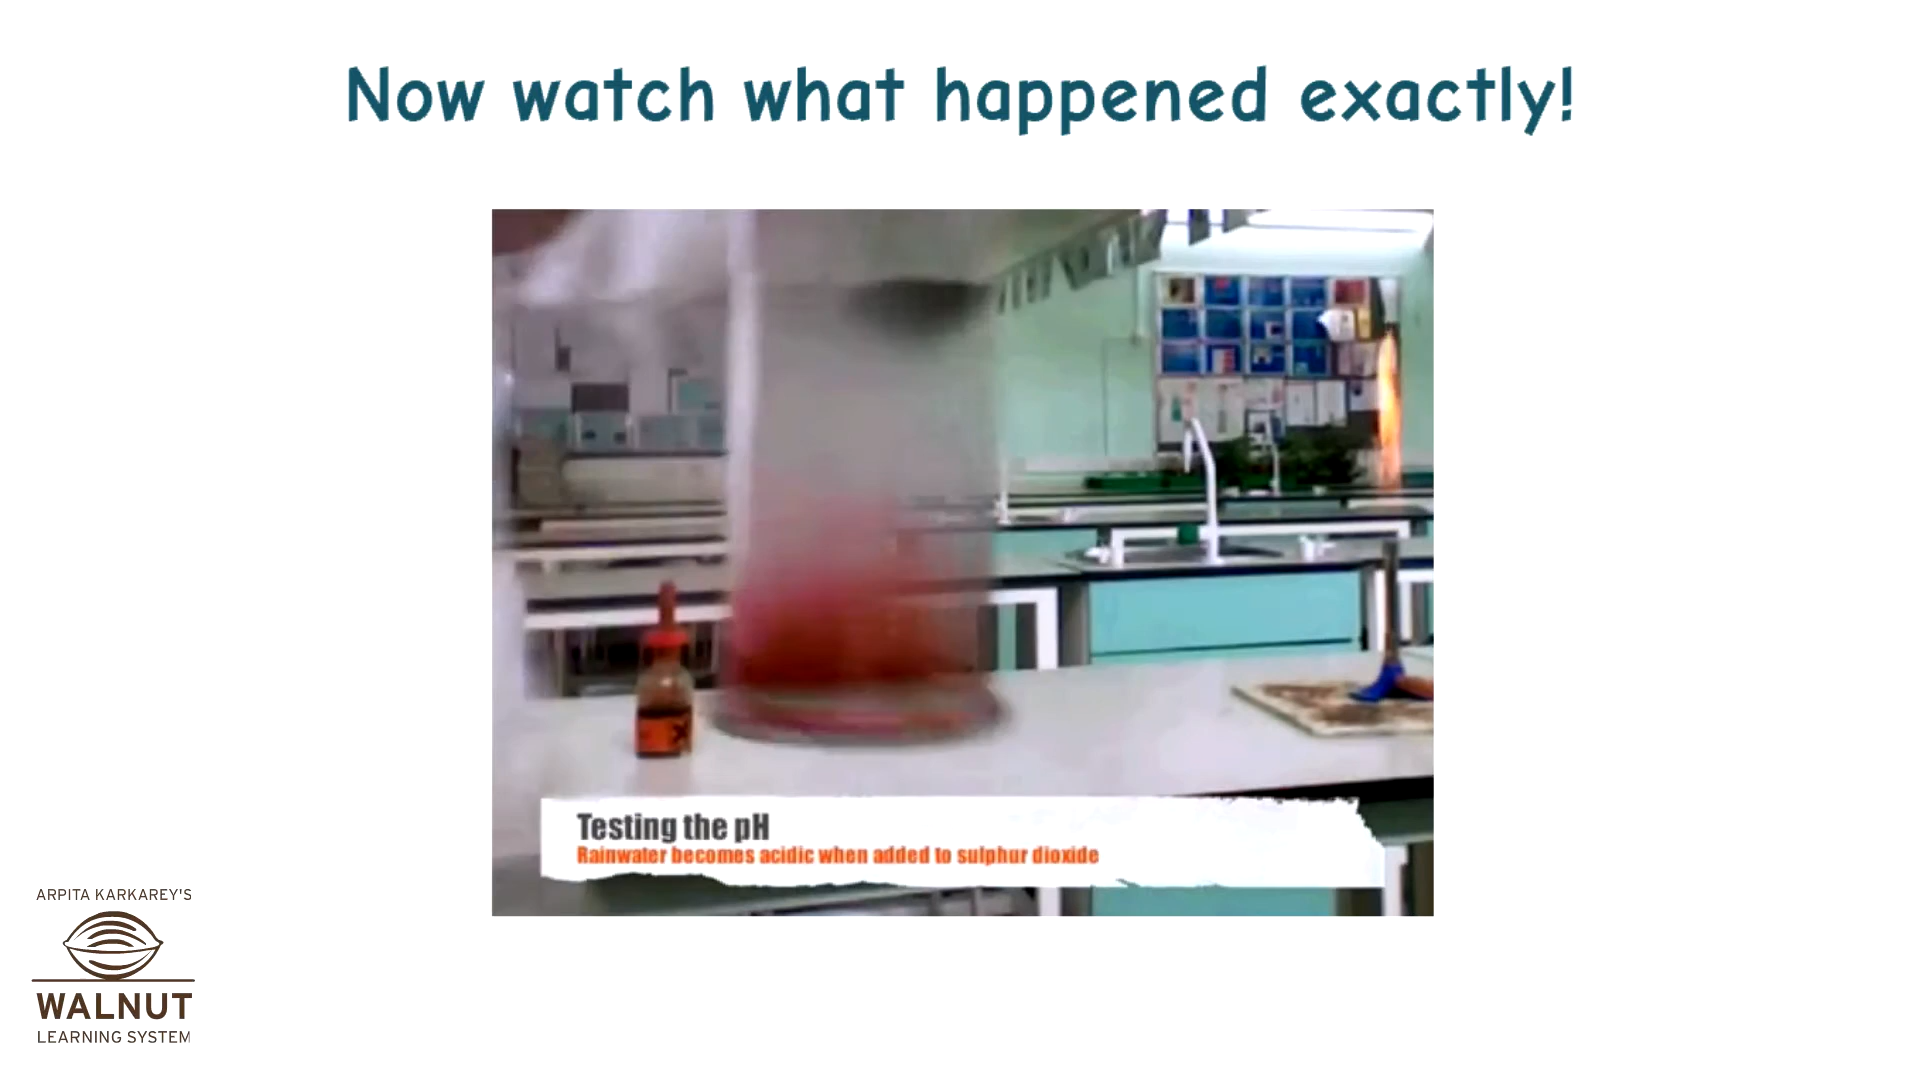 Now watch what happened exactly!
Testing the pH
Rainwater becomes acidic when added to sulphur dioxide
ARPITA KARKAREY'S
WALNUT
LEARNING SYSTEM